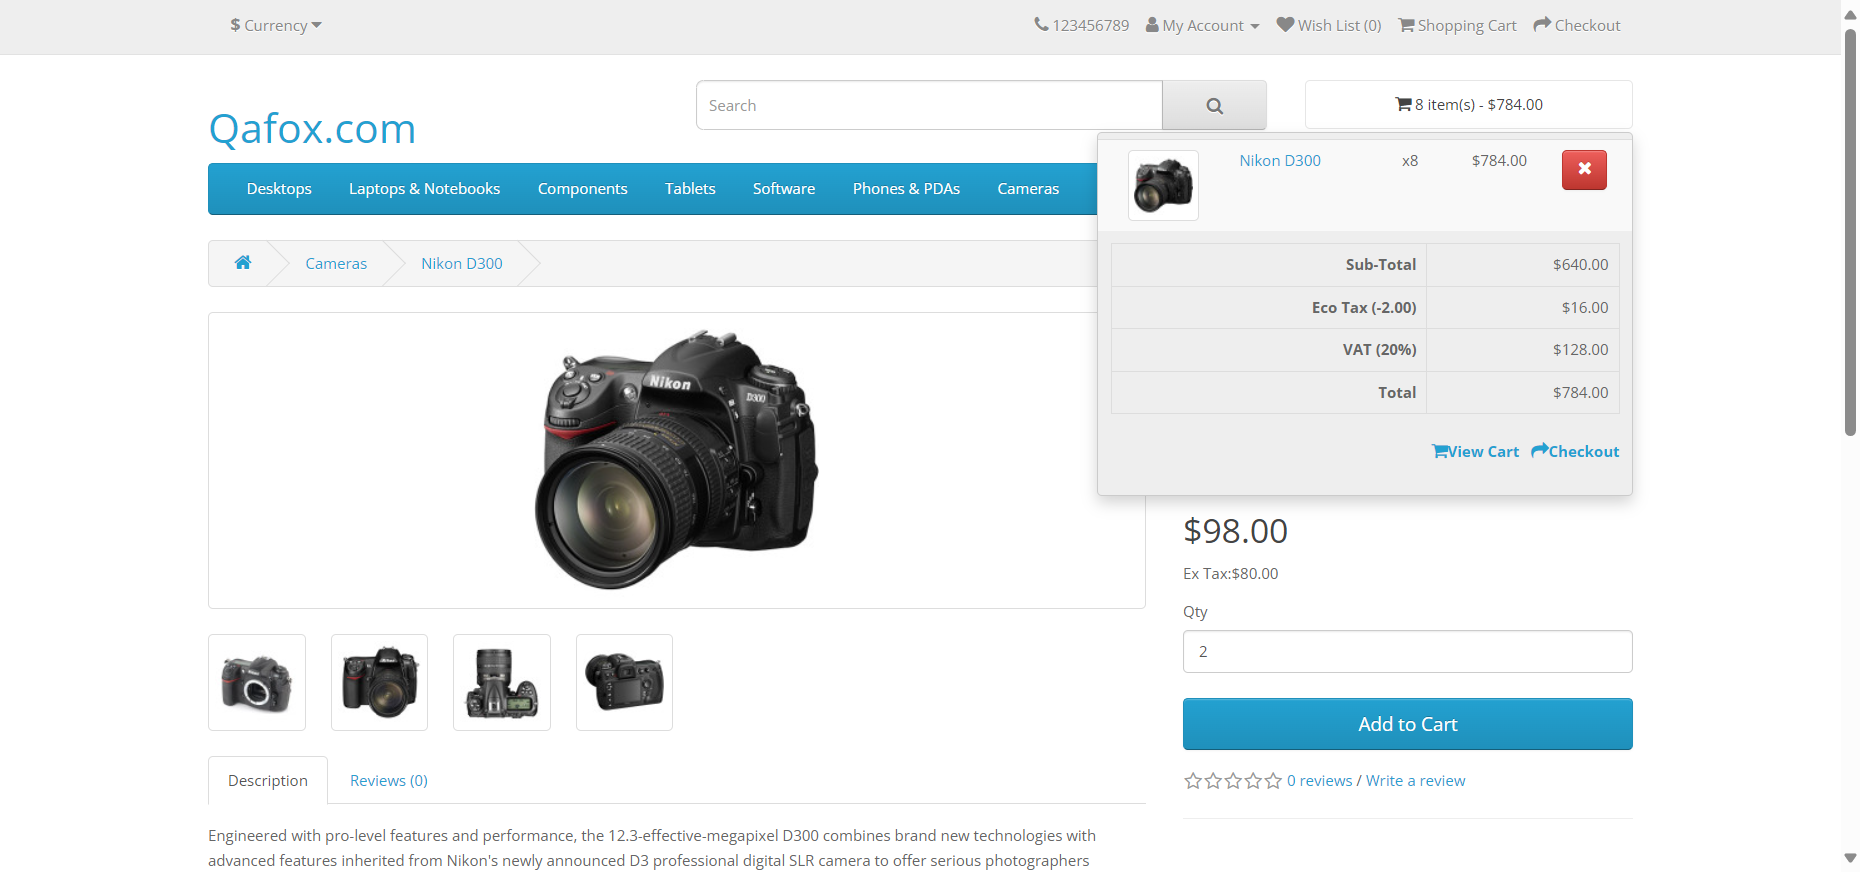 $ Currency
123456789 My Account Wish List (0) Shopping Cart Checkout
Qafox.com
Search
8 item(s) - $784.00
Desktops Laptops & Notebooks Components Tablets Software Phones & PDAs Cameras
Nikon D300 x8 $784.00
Sub-Total $640.00
Eco Tax (-2.00) $16.00
VAT (20%) $128.00
Total $784.00
View Cart Checkout
Cameras Nikon D300
Nikon
D300
$98.00
Ex Tax:$80.00
Qty
2
Add to Cart
0 reviews / Write a review
Description Reviews (0)
Engineered with pro-level features and performance, the 12.3-effective-megapixel D300 combines brand new technologies with
advanced features inherited from Nikon's newly announced D3 professional digital SLR camera to offer serious photographers